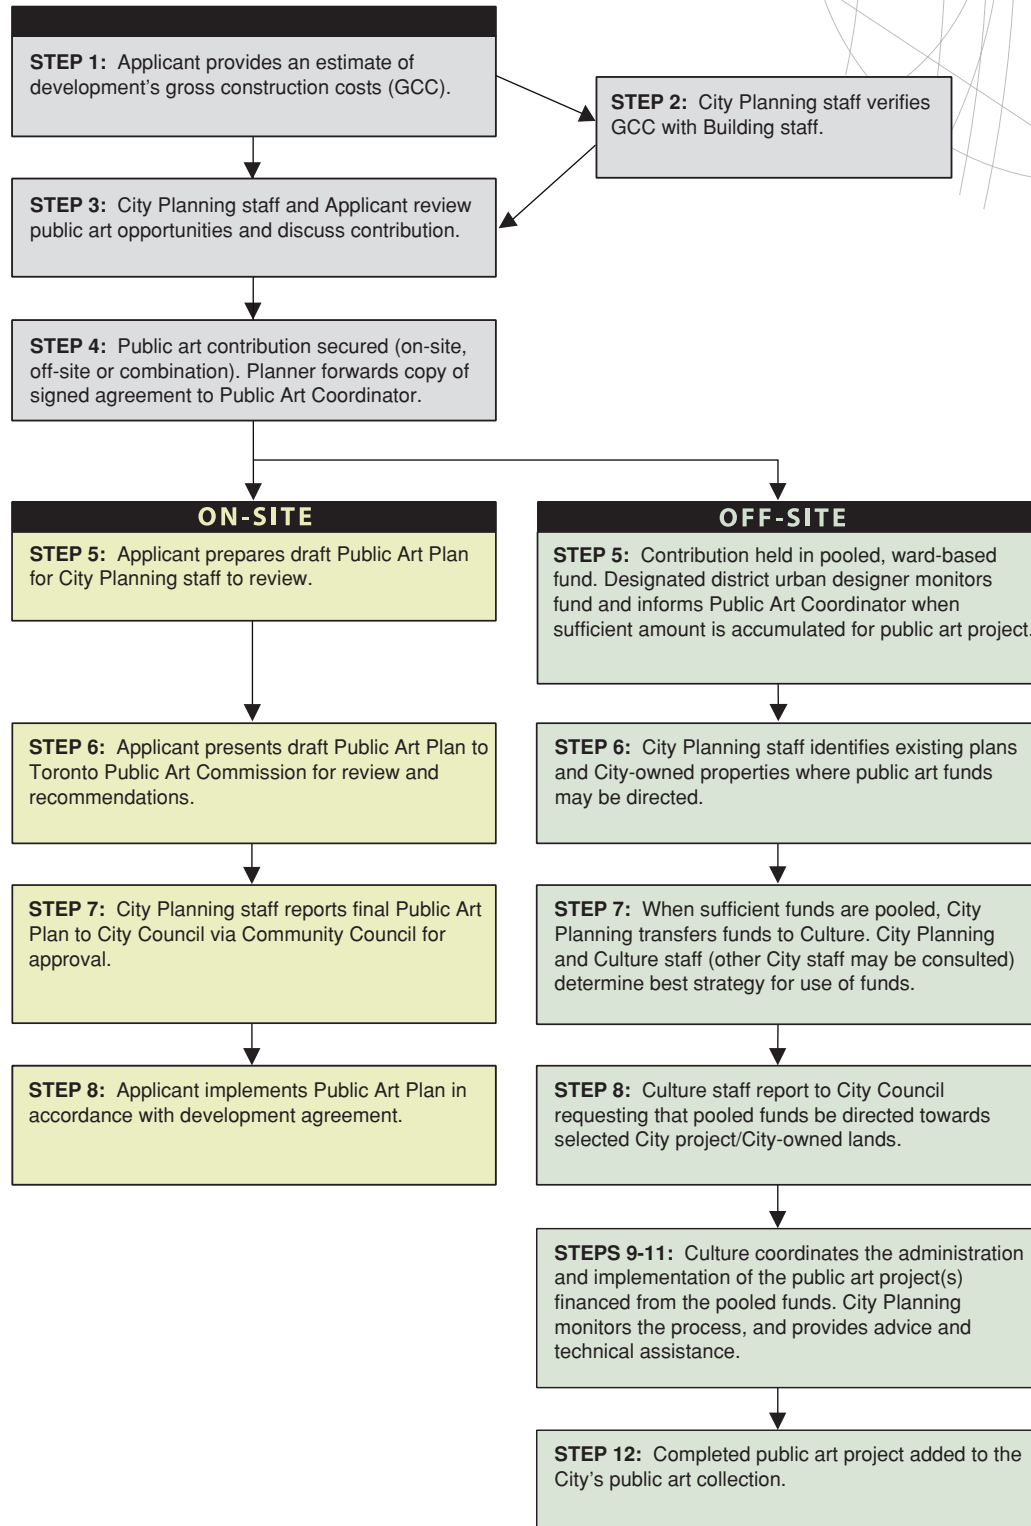 STEP 1: Applicant provides an estimate of
development's gross construction costs (GCC).
STEP 2: City Planning staff verifies
GCC with Building staff.
STEP 3: City Planning staff and Applicant review
public art opportunities and discuss contribution.
STEP 4: Public art contribution secured (on-site,
off-site or combination). Planner forwards copy of
signed agreement to Public Art Coordinator.
ON-SITE
STEP 5: Applicant prepares draft Public Art Plan
for City Planning staff to review.
STEP 6: Applicant presents draft Public Art Plan to
Toronto Public Art Commission for review and
recommendations.
STEP 7: City Planning staff reports final Public Art
Plan to City Council via Community Council for
approval.
STEP 8: Applicant implements Public Art Plan in
accordance with development agreement.
OFF-SITE
STEP 5: Contribution held in pooled, ward-based
fund. Designated district urban designer monitors
fund and informs Public Art Coordinator when
sufficient amount is accumulated for public art project.
STEP 6: City Planning staff identifies existing plans
and City-owned properties where public art funds
may be directed.
STEP 7: When sufficient funds are pooled, City
Planning transfers funds to Culture. City Planning
and Culture staff (other City staff may be consulted)
determine best strategy for use of funds.
STEP 8: Culture staff report to City Council
requesting that pooled funds be directed towards
selected City project/City-owned lands.
STEPS 9-11: Culture coordinates the administration
and implementation of the public art project(s)
financed from the pooled funds. City Planning
monitors the process, and provides advice and
technical assistance.
STEP 12: Completed public art project added to the
City's public art collection.